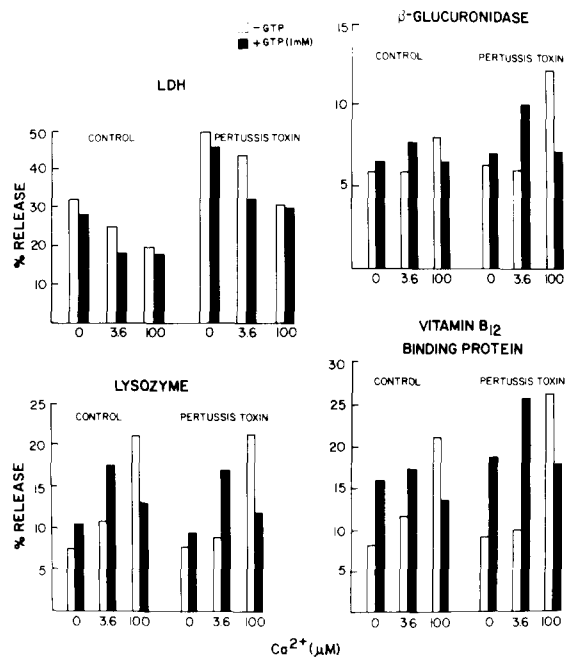 □ - GTP
■ + GTP (1mM)
LDH
CONTROL
PERTUSSIS TOXIN
% RELEASE
50
40
30
20
10
0
3.6
100
0
3.6
100
β-GLUCURONIDASE
CONTROL
PERTUSSIS TOXIN
15
10
5
0
3.6
100
0
3.6
100
LYSOZYME
CONTROL
PERTUSSIS TOXIN
% RELEASE
25
20
15
10
5
0
3.6
100
0
3.6
100
VITAMIN B12
BINDING PROTEIN
CONTROL
PERTUSSIS TOXIN
30
25
20
15
10
5
0
3.6
100
0
3.6
100
Ca2+ (μM)